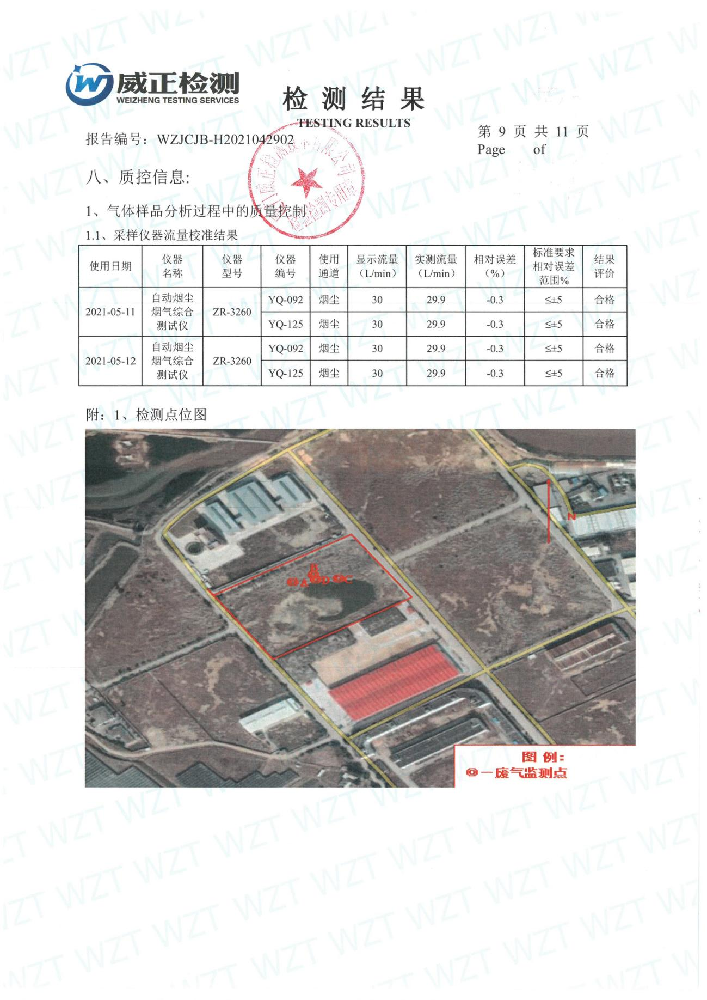 威正检测
WEIZHENG TESTING SERVICES
检测结果
TESTING RESULTS
报告编号：WZJCJB-H2021042902
第 9 页 共 11 页
Page of
八、质控信息:
1、气体样品分析过程中的质量控制
1.1、采样仪器流量校准结果
使用日期 仪器名称 仪器型号 仪器编号 使用通道 显示流量（L/min） 实测流量（L/min） 相对误差（%） 标准要求相对误差范围% 结果评价
2021-05-11 自动烟尘烟气综合测试仪 ZR-3260 YQ-092 烟尘 30 29.9 -0.3 ≤±5 合格
YQ-125 烟尘 30 29.9 -0.3 ≤±5 合格
2021-05-12 自动烟尘烟气综合测试仪 ZR-3260 YQ-092 烟尘 30 29.9 -0.3 ≤±5 合格
YQ-125 烟尘 30 29.9 -0.3 ≤±5 合格
附：1、检测点位图
N
B
A D C
图 例：
◎－废气监测点
WZT